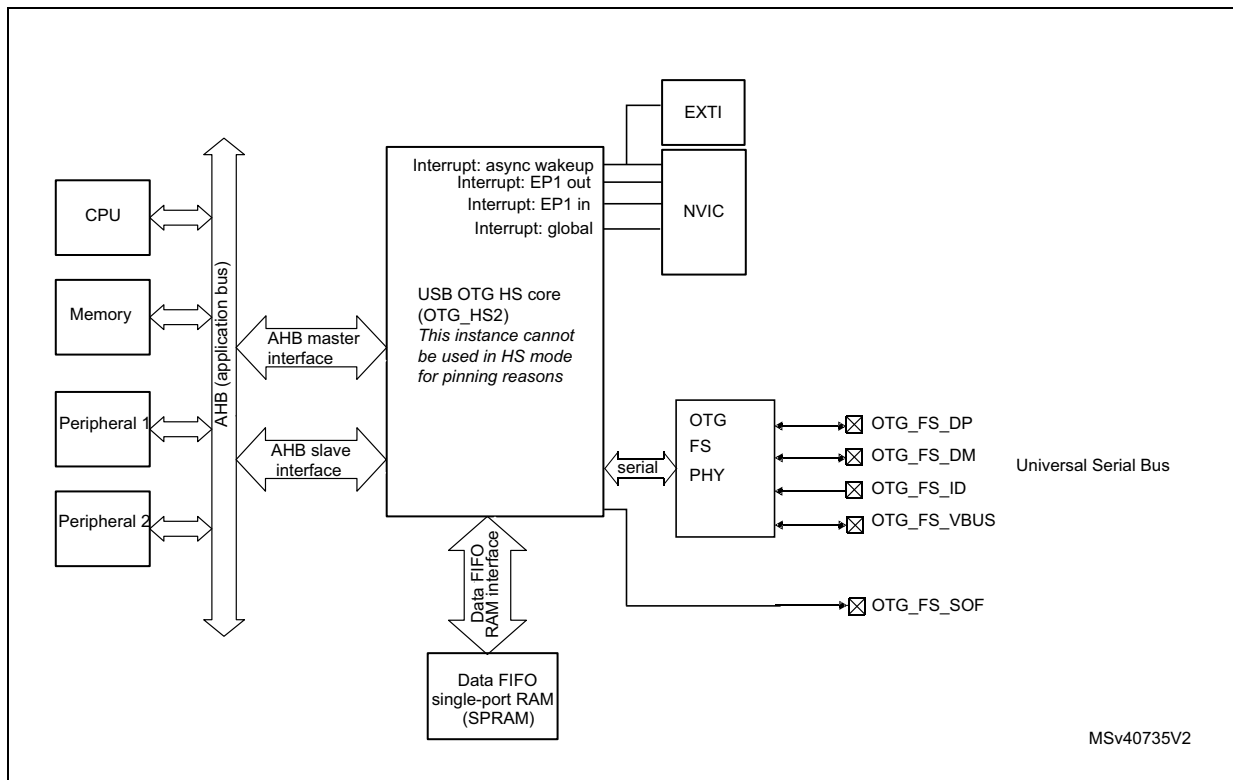 EXTI
Interrupt: async wakeup
Interrupt: EP1 out
Interrupt: EP1 in
Interrupt: global
NVIC
CPU
Memory
Peripheral 1
Peripheral 2
AHB (application bus)
AHB master
interface
AHB slave
interface
USB OTG HS core
(OTG_HS2)
This instance cannot
be used in HS mode
for pinning reasons
serial
OTG
FS
PHY
OTG_FS_DP
OTG_FS_DM
OTG_FS_ID
OTG_FS_VBUS
Universal Serial Bus
OTG_FS_SOF
Data FIFO
RAM interface
Data FIFO
single-port RAM
(SPRAM)
MSv40735V2